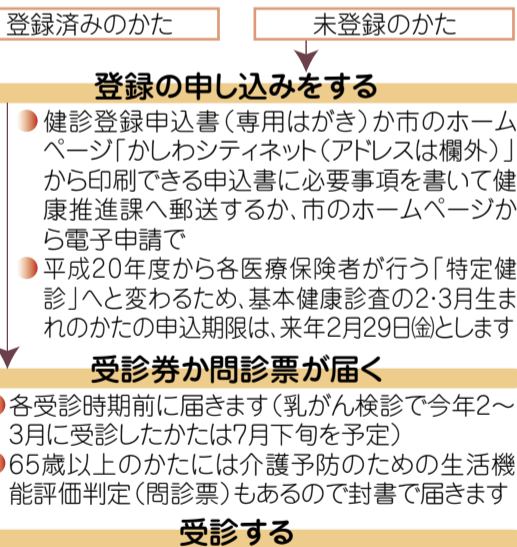 登録済みのかた
未登録のかた
登録の申し込みをする
健診登録申込書（専用はがき）か市のホーム
ページ「かしわシティネット（アドレスは欄外）」
から印刷できる申込書に必要事項を書いて健
康推進課へ郵送するか、市のホームページか
ら電子申請で
平成20年度から各医療保険者が行う「特定健
診」へと変わるため、基本健康診査の2・3月生ま
れのかたの申込期限は、来年2月29日㈮とします
受診券か問診票が届く
各受診時期前に届きます（乳がん検診で今年2～
3月に受診したかたは7月下旬を予定）
65歳以上のかたには介護予防のための生活機
能評価判定（問診票）もあるので封書で届きます
受診する